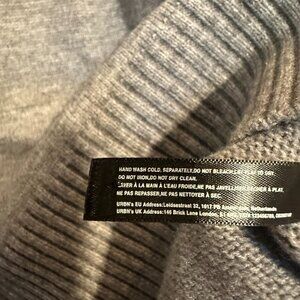 HAND WASH COLD, SEPARATELY,DO NOT BLEACH,LAY FLAT TO DRY.
DO NOT IRON,DO NOT DRY CLEAN.
LAVER À LA MAIN À L'EAU FROIDE,NE PAS JAVELLISER,SÉCHER À PLAT,
NE PAS REPASSER,NE PAS NETTOYER À SEC.
URBN's EU Address:Leidsestraat 32, 1017 PB Amsterdam, Netherlands
URBN's UK Address:146 Brick Lane London,